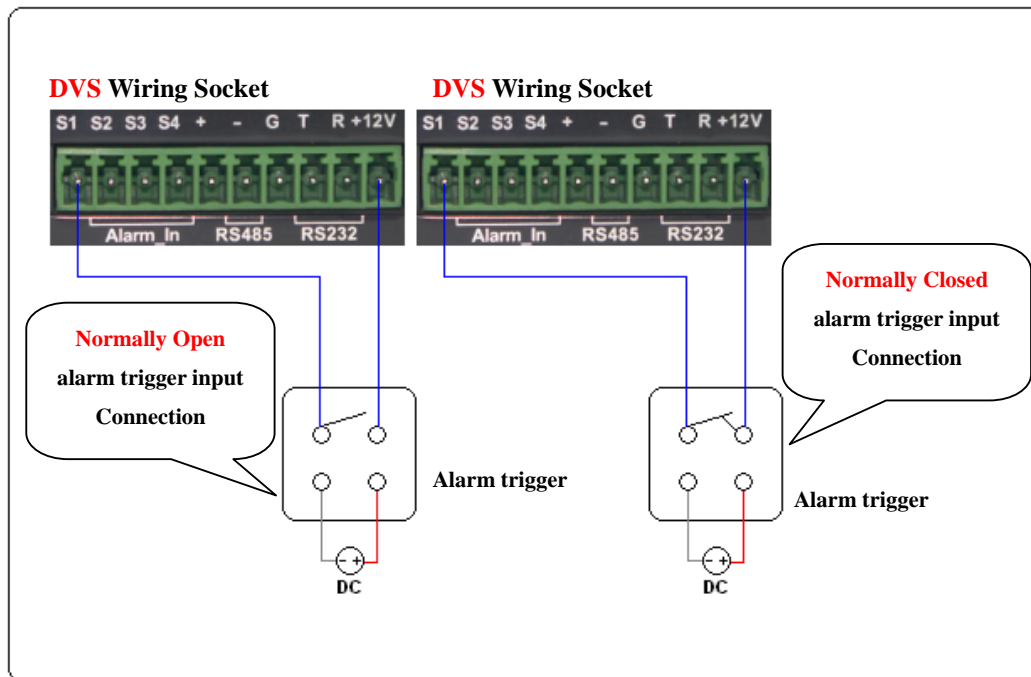 DVS Wiring Socket
S1 S2 S3 S4 + - G T R +12V
Alarm_In RS485 RS232
Normally Open
alarm trigger input
Connection
Alarm trigger
- +
DC
DVS Wiring Socket
S1 S2 S3 S4 + - G T R +12V
Alarm_In RS485 RS232
Normally Closed
alarm trigger input
Connection
Alarm trigger
- +
DC